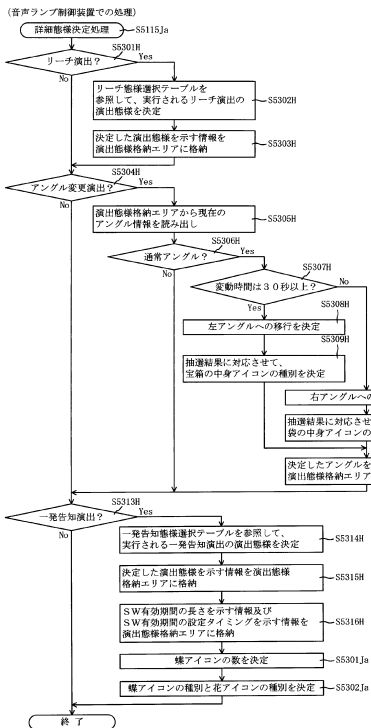 (音声ランプ制御装置での処理)
詳細態様決定処理
S5115Ja
S5301H
リーチ演出?
Yes
No
リーチ態様選択テーブルを
参照して、実行されるリーチ演出の
演出態様を決定
S5302H
決定した演出態様を示す情報を
演出態様格納エリアに格納
S5303H
S5304H
アングル変更演出?
Yes
No
演出態様格納エリアから現在の
アングル情報を読み出し
S5305H
S5306H
通常アングル?
Yes
No
S5307H
変動時間は30秒以上?
No
Yes
S5308H
左アングルへの移行を決定
S5309H
抽選結果に対応させて、
宝箱の中身アイコンの種別を決定
右アングルへの
抽選結果に対応させ
袋の中身アイコンの
決定したアングルを
演出態様格納エリア
S5313H
一発告知演出?
Yes
No
一発告知態様選択テーブルを参照して、
実行される一発告知演出の演出態様を決定
S5314H
決定した演出態様を示す情報を演出態様
格納エリアに格納
S5315H
SW有効期間の長さを示す情報及び
SW有効期間の設定タイミングを示す情報を
演出態様格納エリアに格納
S5316H
蝶アイコンの数を決定
S5301Ja
蝶アイコンの種別と花アイコンの種別を決定
S5302Ja
終了